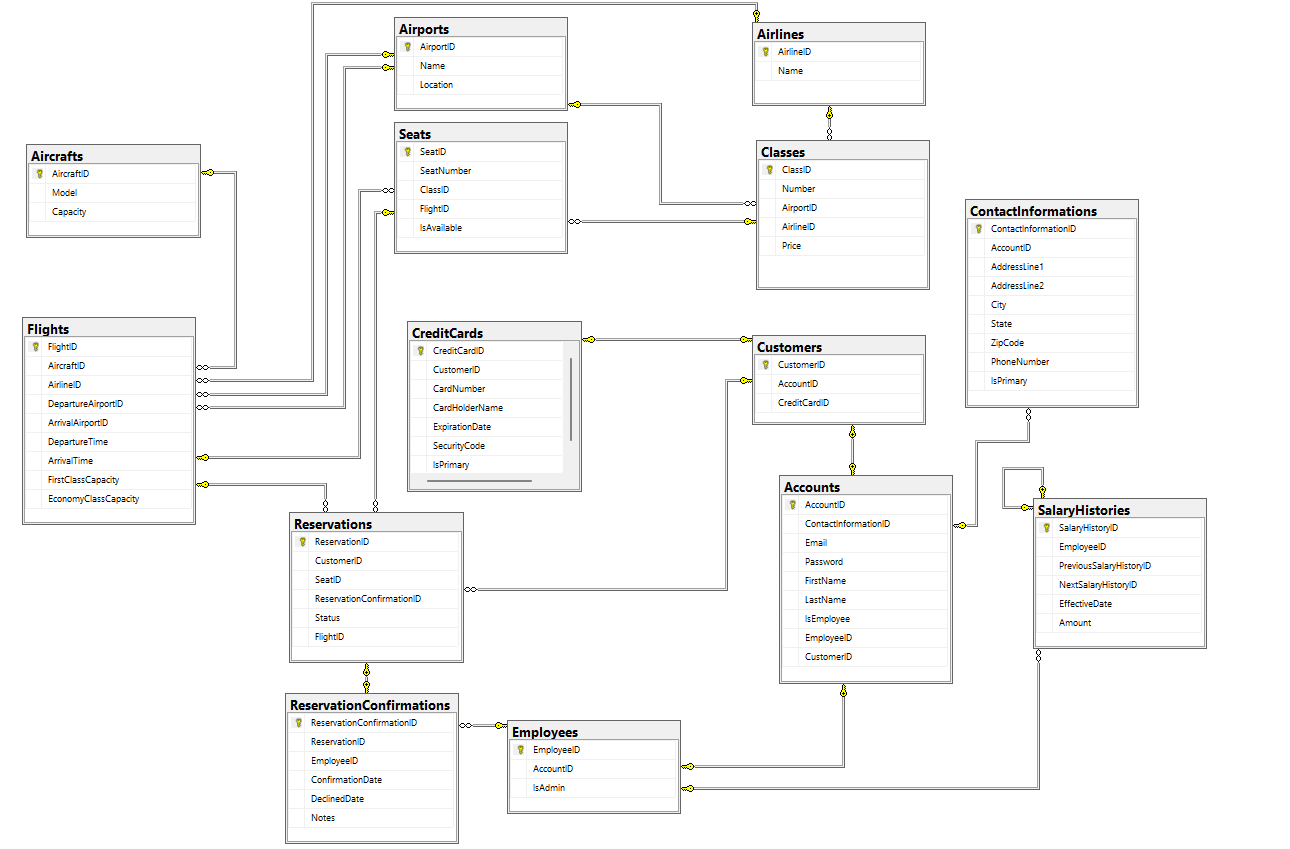 Airports
AirportID
Name
Location
Airlines
AirlineID
Name
Seats
SeatID
SeatNumber
ClassID
FlightID
IsAvailable
Aircrafts
AircraftID
Model
Capacity
Classes
ClassID
Number
AirportID
AirlineID
Price
ContactInformations
ContactInformationID
AccountID
AddressLine1
AddressLine2
City
State
ZipCode
PhoneNumber
IsPrimary
Flights
FlightID
AircraftID
AirlineID
DepartureAirportID
ArrivalAirportID
DepartureTime
ArrivalTime
FirstClassCapacity
EconomyClassCapacity
CreditCards
CreditCardID
CustomerID
CardNumber
CardHolderName
ExpirationDate
SecurityCode
IsPrimary
Customers
CustomerID
AccountID
CreditCardID
Accounts
AccountID
ContactInformationID
Email
Password
FirstName
LastName
IsEmployee
EmployeeID
CustomerID
SalaryHistories
SalaryHistoryID
EmployeeID
PreviousSalaryHistoryID
NextSalaryHistoryID
EffectiveDate
Amount
Reservations
ReservationID
CustomerID
SeatID
ReservationConfirmationID
Status
FlightID
ReservationConfirmations
ReservationConfirmationID
ReservationID
EmployeeID
ConfirmationDate
DeclinedDate
Notes
Employees
EmployeeID
AccountID
IsAdmin